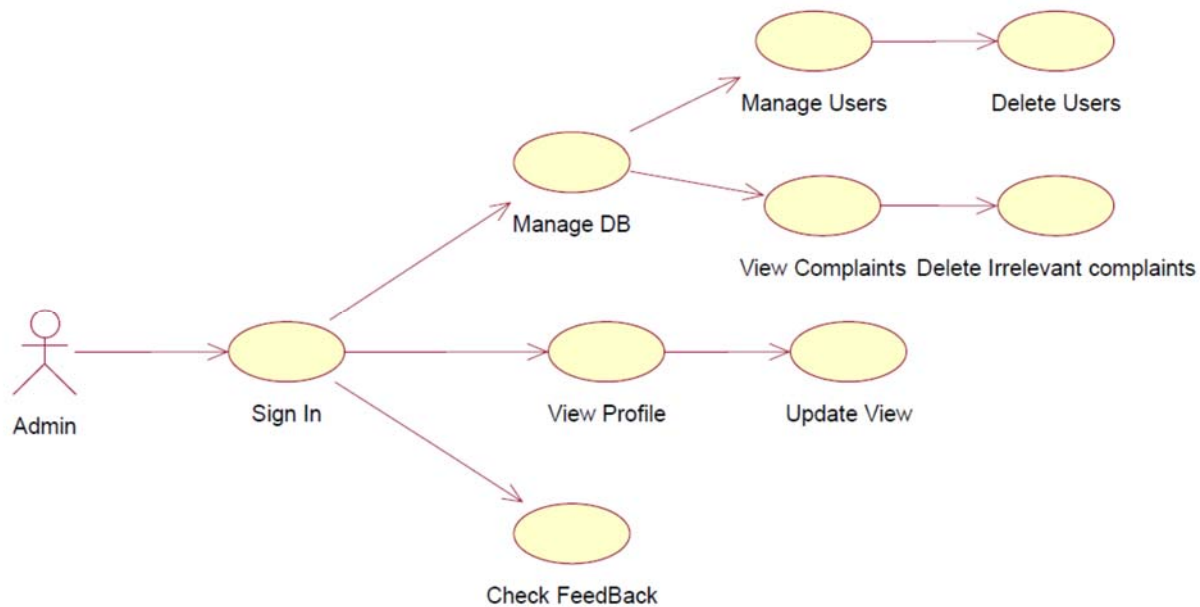 Manage Users
Delete Users
Manage DB
View Complaints
Delete Irrelevant complaints
Admin
Sign In
View Profile
Update View
Check FeedBack